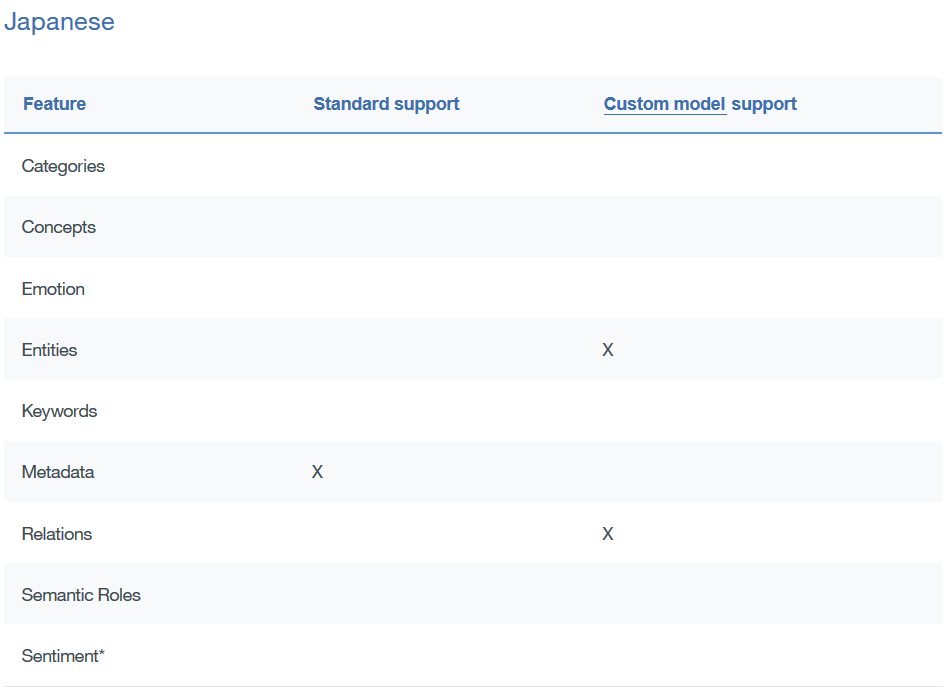 Japanese
Feature Standard support Custom model support
Categories
Concepts
Emotion
Entities X
Keywords
Metadata X
Relations X
Semantic Roles
Sentiment*